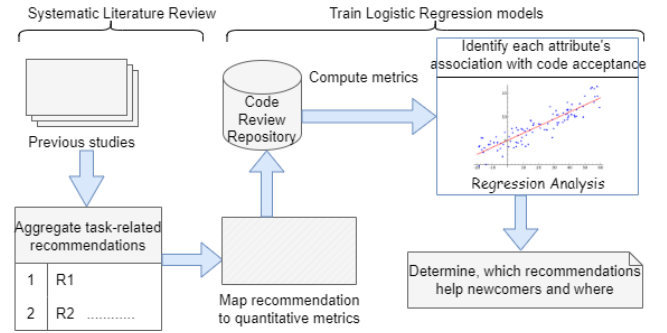 Systematic Literature Review
Train Logistic Regression models
Previous studies
Aggregate task-related
recommendations
1 R1
2 R2 ............
Map recommendation
to quantitative metrics
Code
Review
Repository
Compute metrics
Identify each attribute's
association with code acceptance
Regression Analysis
Determine, which recommendations
help newcomers and where